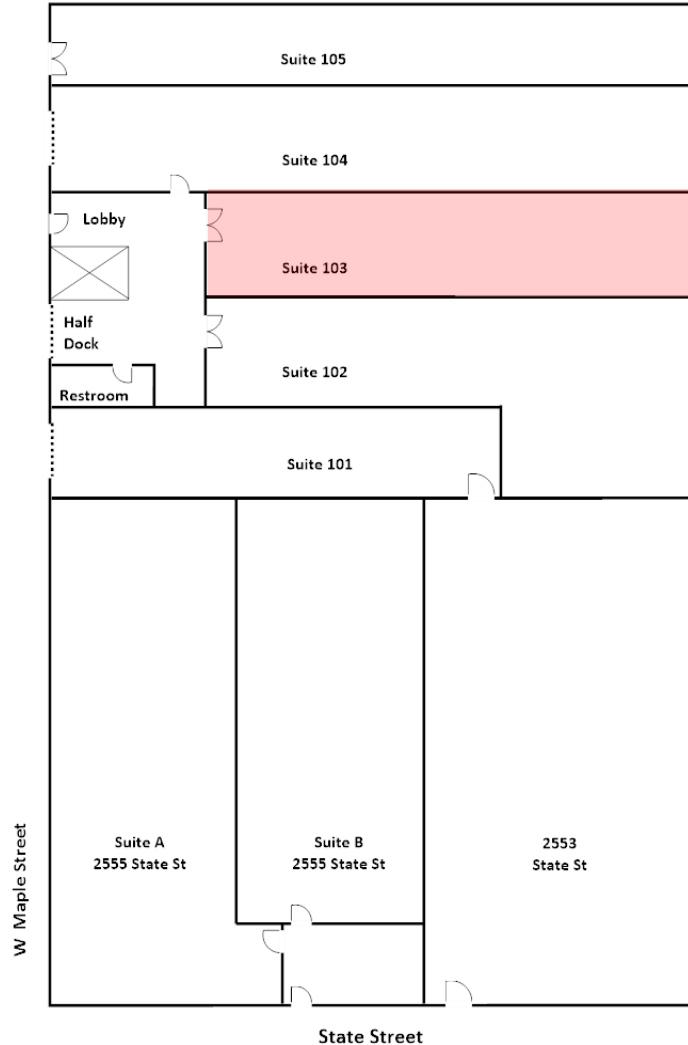 Suite 105
Suite 104
Lobby
Suite 103
Half
Dock
Suite 102
Restroom
Suite 101
Suite A
2555 State St
Suite B
2555 State St
2553
State St
W Maple Street
State Street